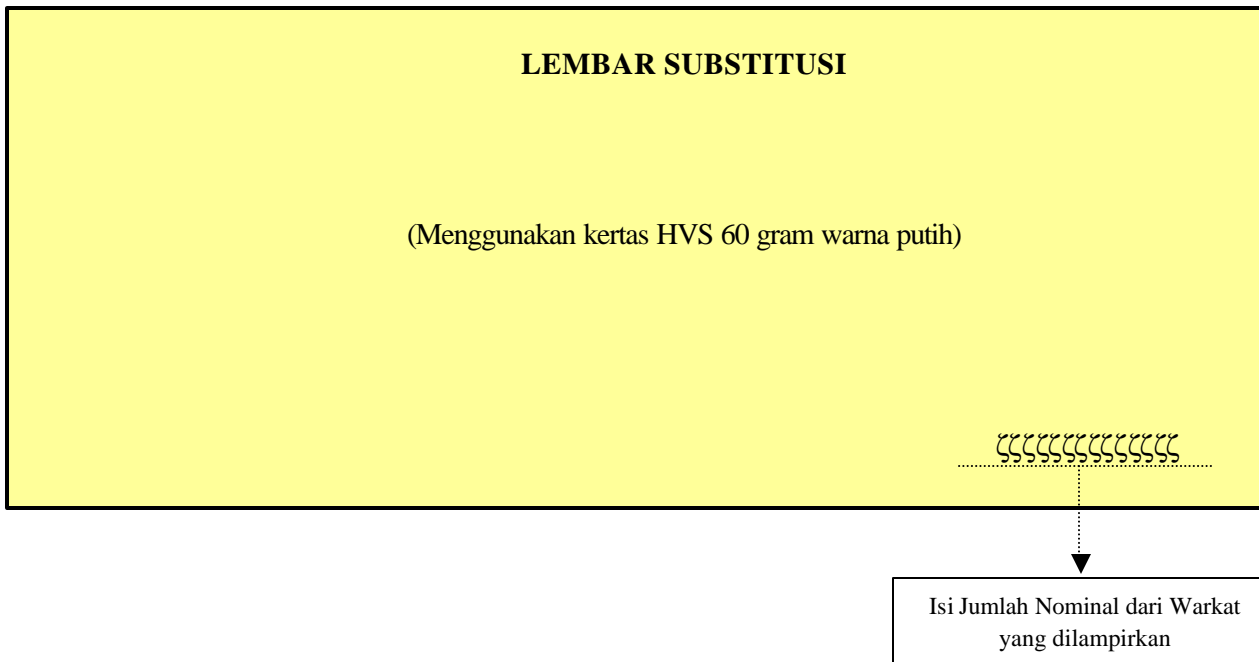 LEMBAR SUBSTITUSI
(Menggunakan kertas HVS 60 gram warna putih)
ζζζζζζζζζζζζζζ
Isi Jumlah Nominal dari Warkat
yang dilampirkan